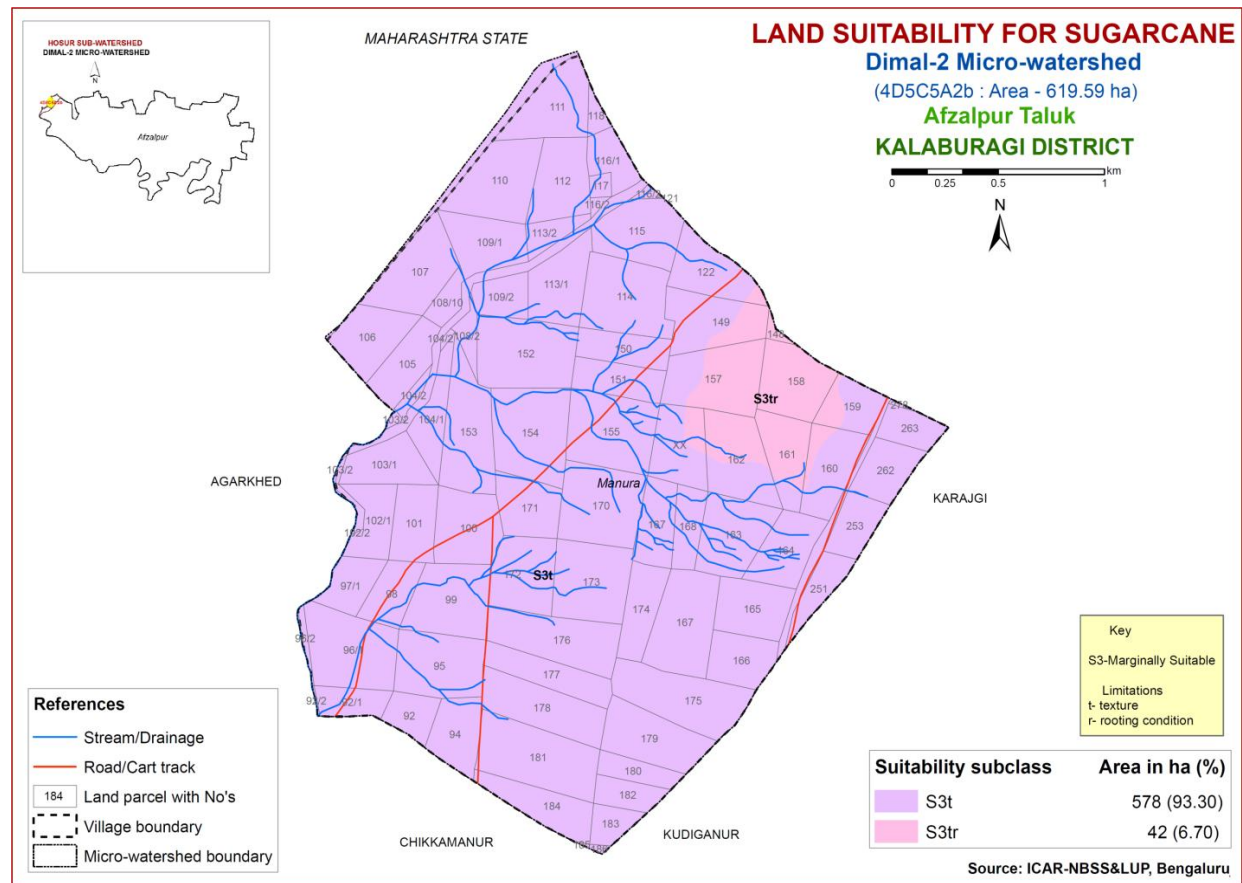 HOSUR SUB-WATERSHED
DIMAL-2 MICRO-WATERSHED
N
Afzalpur
MAHARASHTRA STATE
LAND SUITABILITY FOR SUGARCANE
Dimal-2 Micro-watershed
(4D5C5A2b : Area - 619.59 ha)
Afzalpur Taluk
KALABURAGI DISTRICT
km
0 0.25 0.5 1
N
111
118
116/1
110
112
117
116/2
116/2
121
113/2
115
109/1
107
122
108/10
109/2
113/1
114
149
148
106
104/2
109/2
105
152
150
151
157
158
S3tr
159
278
263
104/2
103/2
104/1
153
154
155
XX
162
161
160
262
103/2
103/1
AGARKHED
Manura
KARAJGI
102/1
102/2
101
100
171
170
167
168
163
164
253
97/1
98
99
172
S3t
173
251
174
167
165
96/1
95
176
166
177
175
92/2
92/1
92
94
178
179
181
180
182
184
183
CHIKKAMANUR
KUDIGANUR
Key
S3-Marginally Suitable
Limitations
t- texture
r- rooting condition
References
Stream/Drainage
Road/Cart track
184 Land parcel with No's
Village boundary
Micro-watershed boundary
Suitability subclass Area in ha (%)
S3t 578 (93.30)
S3tr 42 (6.70)
Source: ICAR-NBSS&LUP, Bengaluru